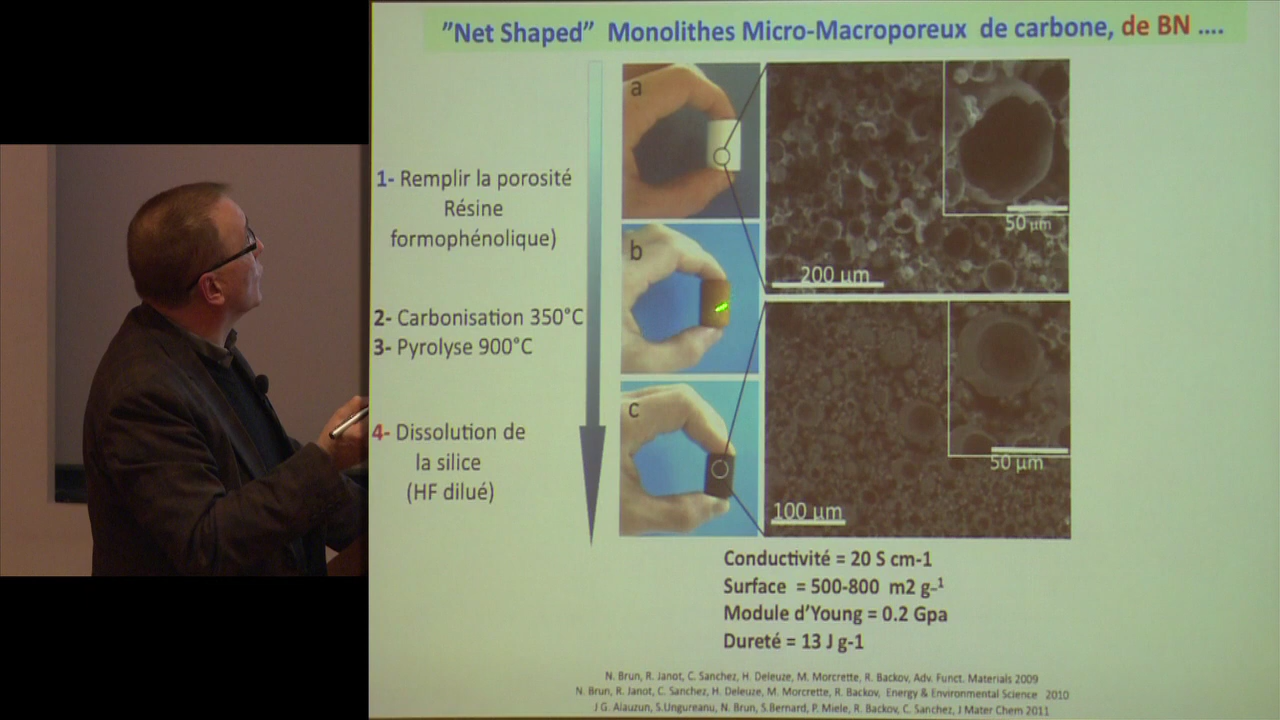 ”Net Shaped” Monolithes Micro-Macroporeux de carbone, de BN ....
1- Remplir la porosité
Résine
formophénolique)
2- Carbonisation 350°C
3- Pyrolyse 900°C
4- Dissolution de
la silice
(HF dilué)
a
50 µm
200 µm
b
c
50 µm
100 µm
Conductivité = 20 S cm-1
Surface = 500-800 m2 g-¹
Module d’Young = 0.2 Gpa
Dureté = 13 J g-1
N. Brun, R. Janot, C. Sanchez, H. Deleuze, M. Morcrette, R. Backov, Adv. Funct. Materials 2009
N. Brun, R. Janot, C. Sanchez, H. Deleuze, M. Morcrette, R. Backov, Energy & Environmental Science 2010
J G. Alauzun, S.Ungureanu, N. Brun, S.Bernard, P. Miele, R. Backov, C. Sanchez, J Mater Chem 2011